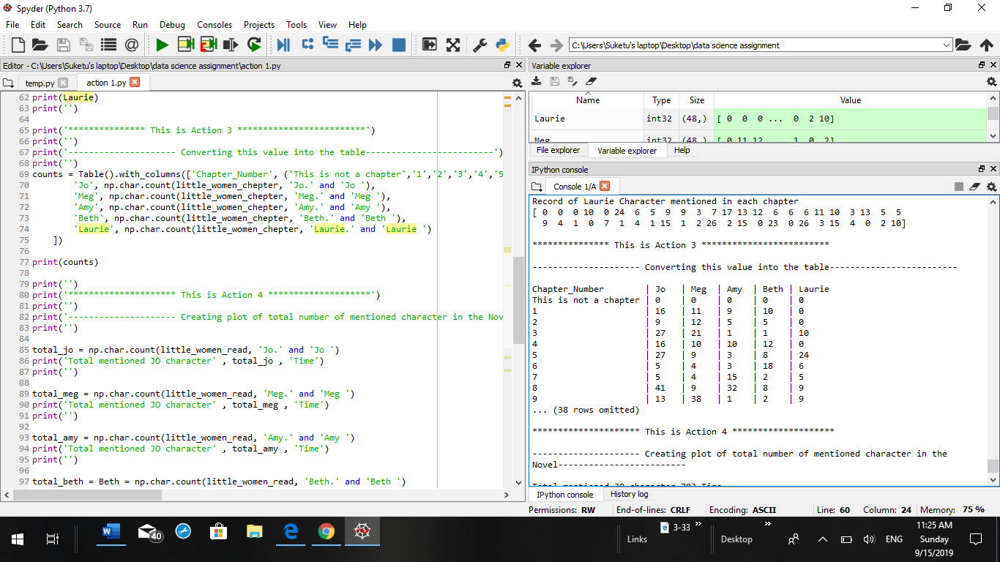 Spyder (Python 3.7)
File Edit Search Source Run Debug Consoles Projects Tools View Help
C:\Users\Suketu's laptop\Desktop\data science assignment
Editor - C:\Users\Suketu's laptop\Desktop\data science assignment\action 1.py
temp.py action 1.py
62 print(Laurie)
63 print('')
64
65 print('*************** This is Action 3 *************************')
66 print('')
67 print('--------------------- Converting this value into the table-------------------------')
68 print('')
69 counts = Table().with_columns(['Chapter_Number', ('This is not a chapter','1','2','3','4','5
70 'Jo', np.char.count(little_women_chepter, 'Jo.' and 'Jo '),
71 'Meg', np.char.count(little_women_chepter, 'Meg.' and 'Meg '),
72 'Amy', np.char.count(little_women_chepter, 'Amy.' and 'Amy '),
73 'Beth', np.char.count(little_women_chepter, 'Beth.' and 'Beth '),
74 'Laurie', np.char.count(little_women_chepter, 'Laurie.' and 'Laurie ')
75 ])
76
77 print(counts)
78
79 print('')
80 print('********************* This is Action 4 ********************')
81 print('')
82 print('--------------------- Creating plot of total number of mentioned character in the Nov
83 print('')
84
85 total_jo = np.char.count(little_women_read, 'Jo.' and 'Jo ')
86 print('Total mentioned JO character' , total_jo , 'Time')
87 print('')
88
89 total_meg = np.char.count(little_women_read, 'Meg.' and 'Meg ')
90 print('Total mentioned JO character' , total_meg , 'Time')
91 print('')
92
93 total_amy = np.char.count(little_women_read, 'Amy.' and 'Amy ')
94 print('Total mentioned JO character' , total_amy , 'Time')
95 print('')
96
97 total_beth = Beth = np.char.count(little_women_read, 'Beth.' and 'Beth ')
Variable explorer
Name Type Size Value
Laurie int32 (48,) [ 0 0 0 ... 0 2 10]
Meg int32 (48,) [ 0 11 12 ... 1 0 2]
File explorer Variable explorer Help
IPython console
Console 1/A
Record of Laurie Character mentioned in each chapter
[ 0 0 0 10 0 24 6 5 9 9 3 7 17 13 12 6 6 6 11 10 3 13 5 5
9 4 1 0 7 1 4 1 15 1 2 26 2 15 0 23 0 26 3 15 4 0 2 10]
*************** This is Action 3 *************************
--------------------- Converting this value into the table-------------------------
Chapter_Number | Jo | Meg | Amy | Beth | Laurie
This is not a chapter | 0 | 0 | 0 | 0 | 0
1 | 16 | 11 | 9 | 10 | 0
2 | 9 | 12 | 5 | 5 | 0
3 | 27 | 21 | 1 | 1 | 10
4 | 16 | 10 | 10 | 12 | 0
5 | 27 | 9 | 3 | 8 | 24
6 | 5 | 4 | 3 | 18 | 6
7 | 5 | 4 | 15 | 2 | 5
8 | 41 | 9 | 32 | 8 | 9
9 | 13 | 38 | 1 | 2 | 9
... (38 rows omitted)
********************* This is Action 4 ********************
--------------------- Creating plot of total number of mentioned character in the
Novel-------------------------
Total mentioned JO character 703 Time
IPython console History log
Permissions: RW End-of-lines: CRLF Encoding: ASCII Line: 60 Column: 24 Memory: 75 %
40
Links
3-33 »
Desktop »
ENG
11:25 AM
Sunday
9/15/2019